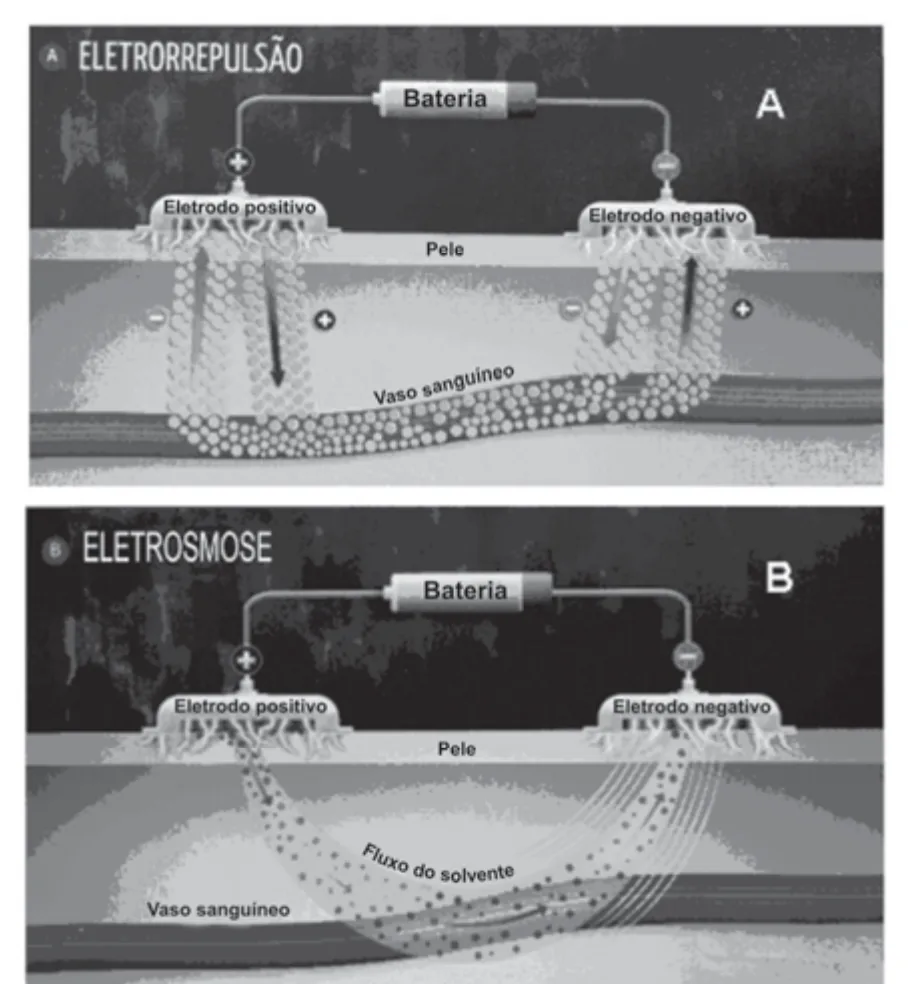 A ELETRORREPULSÃO
Bateria
A
+
−
Eletrodo positivo
Eletrodo negativo
Pele
−
+
−
+
Vaso sanguíneo
B ELETROSMOSE
Bateria
B
+
−
Eletrodo positivo
Eletrodo negativo
Pele
Fluxo do solvente
Vaso sanguíneo